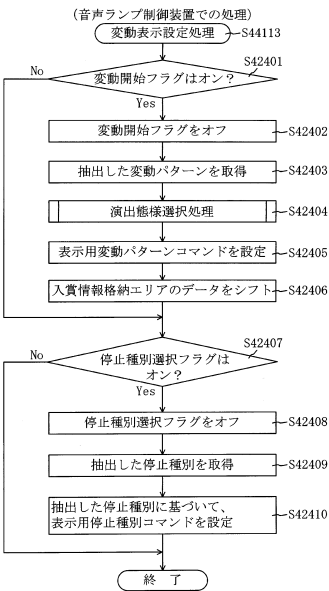 (音声ランプ制御装置での処理)
変動表示設定処理
S44113
S42401
No
変動開始フラグはオン?
Yes
変動開始フラグをオフ
S42402
抽出した変動パターンを取得
S42403
演出態様選択処理
S42404
表示用変動パターンコマンドを設定
S42405
入賞情報格納エリアのデータをシフト
S42406
S42407
No
停止種別選択フラグは
オン?
Yes
停止種別選択フラグをオフ
S42408
抽出した停止種別を取得
S42409
抽出した停止種別に基づいて、
表示用停止種別コマンドを設定
S42410
終 了